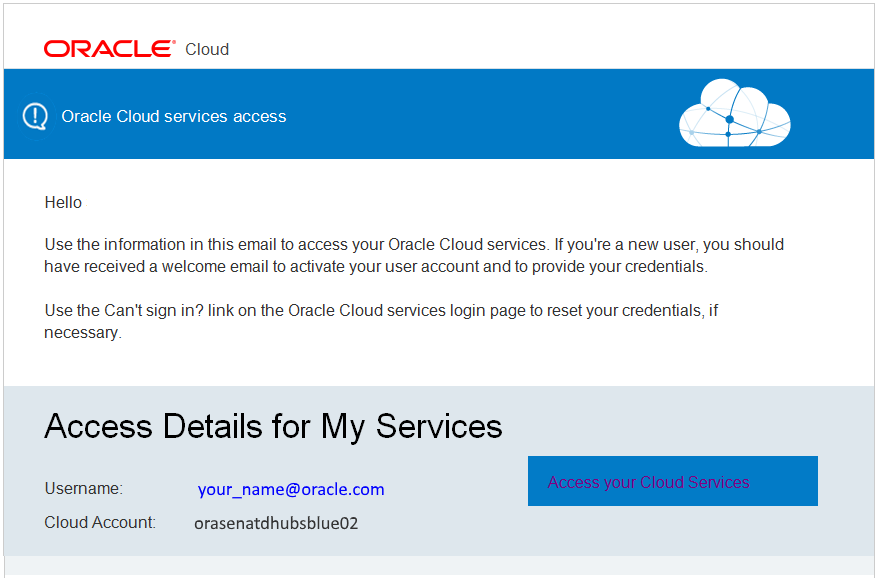 ORACLE® Cloud
Oracle Cloud services access
Hello
Use the information in this email to access your Oracle Cloud services. If you're a new user, you should
have received a welcome email to activate your user account and to provide your credentials.
Use the Can't sign in? link on the Oracle Cloud services login page to reset your credentials, if
necessary.
Access Details for My Services
Access your Cloud Services
Username: your_name@oracle.com
Cloud Account: orasenatdhubsblue02